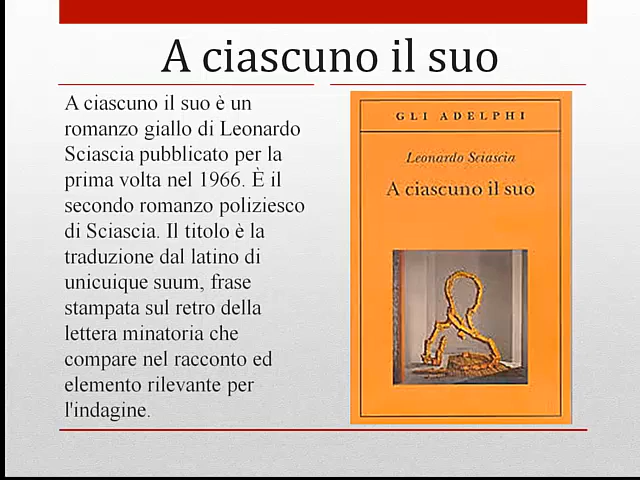 A ciascuno il suo
A ciascuno il suo è un
romanzo giallo di Leonardo
Sciascia pubblicato per la
prima volta nel 1966. È il
secondo romanzo poliziesco
di Sciascia. Il titolo è la
traduzione dal latino di
unicuique suum, frase
stampata sul retro della
lettera minatoria che
compare nel racconto ed
elemento rilevante per
l'indagine.
GLI ADELPHI
Leonardo Sciascia
A ciascuno il suo